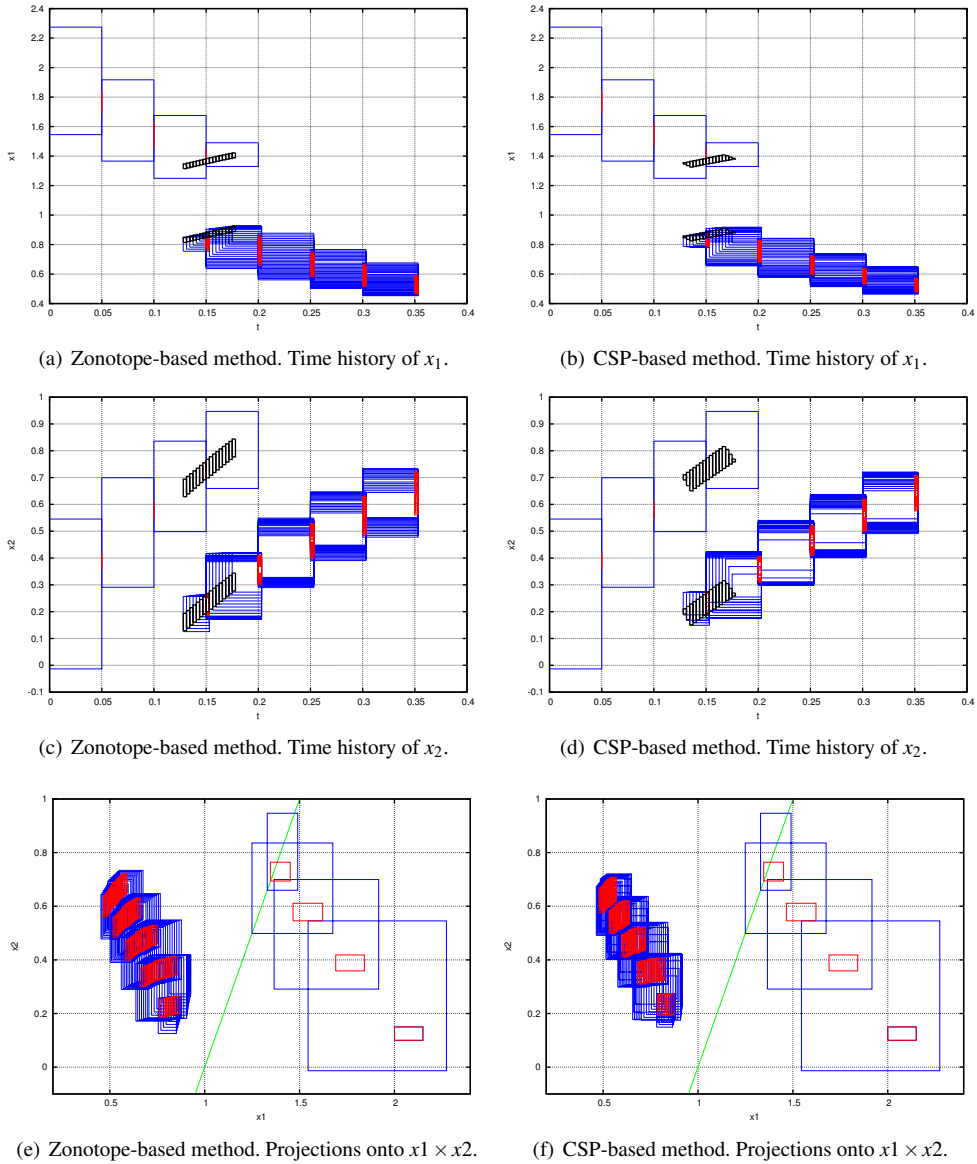 2.4
2.2
2
1.8
1.6
1.4
1.2
1
0.8
0.6
0.4
x1
0 0.05 0.1 0.15 0.2 0.25 0.3 0.35 0.4
t
2.4
2.2
2
1.8
1.6
1.4
1.2
1
0.8
0.6
0.4
x1
0 0.05 0.1 0.15 0.2 0.25 0.3 0.35 0.4
t
(a) Zonotope-based method. Time history of x1.
(b) CSP-based method. Time history of x1.
1
0.9
0.8
0.7
0.6
0.5
0.4
0.3
0.2
0.1
0
-0.1
x2
0 0.05 0.1 0.15 0.2 0.25 0.3 0.35 0.4
t
1
0.9
0.8
0.7
0.6
0.5
0.4
0.3
0.2
0.1
0
-0.1
x2
0 0.05 0.1 0.15 0.2 0.25 0.3 0.35 0.4
t
(c) Zonotope-based method. Time history of x2.
(d) CSP-based method. Time history of x2.
1
0.8
0.6
0.4
0.2
0
x2
0.5 1 1.5 2
x1
1
0.8
0.6
0.4
0.2
0
x2
0.5 1 1.5 2
x1
(e) Zonotope-based method. Projections onto x1 × x2.
(f) CSP-based method. Projections onto x1 × x2.